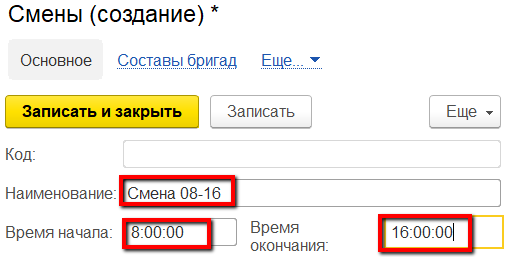 Смены (создание) *
Основное Составы бригад Еще...
Записать и закрыть Записать Еще
Код:
Наименование: Смена 08-16
Время начала: 8:00:00 Время окончания: 16:00:00